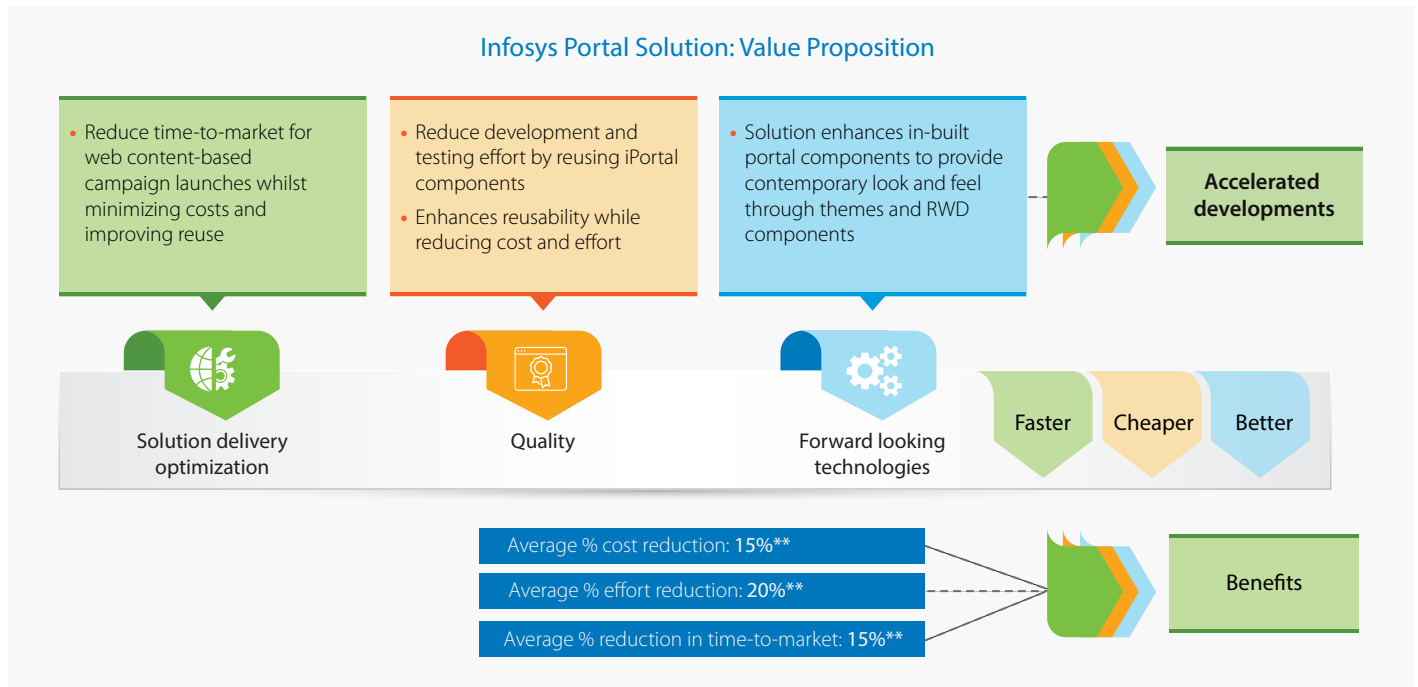 Infosys Portal Solution: Value Proposition
• Reduce time-to-market for
web content-based
campaign launches whilst
minimizing costs and
improving reuse
• Reduce development and
testing effort by reusing iPortal
components
• Enhances reusability while
reducing cost and effort
• Solution enhances in-built
portal components to provide
contemporary look and feel
through themes and RWD
components
Accelerated
developments
Solution delivery
optimization
Quality
Forward looking
technologies
Faster
Cheaper
Better
Average % cost reduction: 15%**
Average % effort reduction: 20%**
Average % reduction in time-to-market: 15%**
Benefits